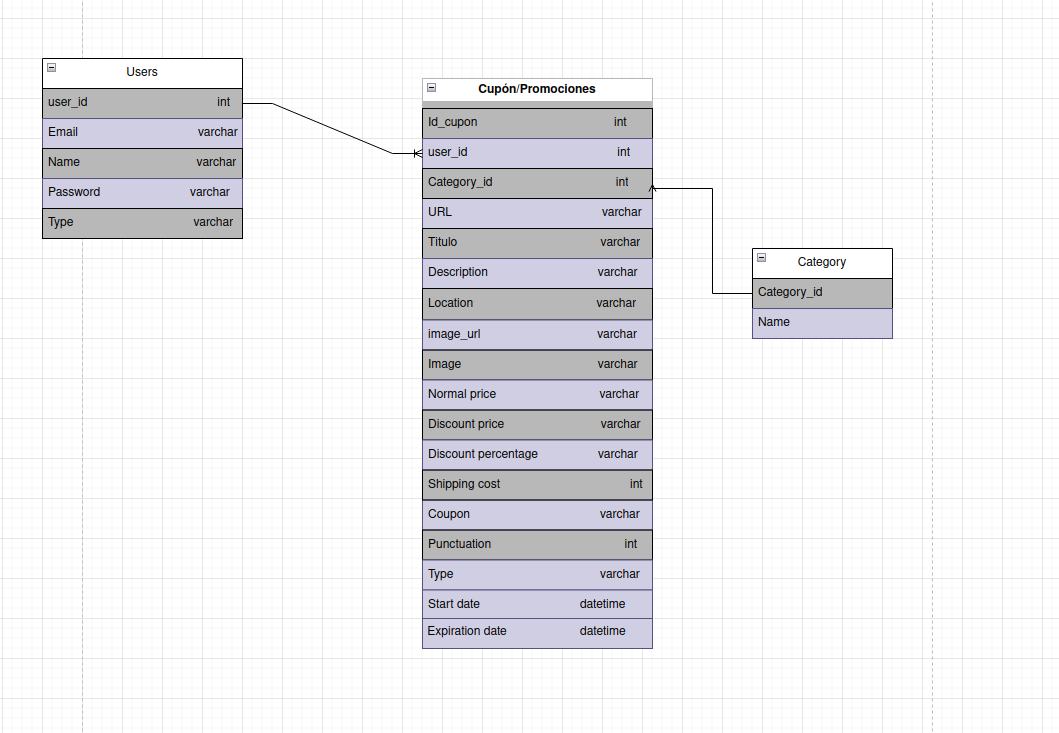 Users
user_id int
Email varchar
Name varchar
Password varchar
Type varchar
Cupón/Promociones
Id_cupon int
user_id int
Category_id int
URL varchar
Titulo varchar
Description varchar
Location varchar
image_url varchar
Image varchar
Normal price varchar
Discount price varchar
Discount percentage varchar
Shipping cost int
Coupon varchar
Punctuation int
Type varchar
Start date datetime
Expiration date datetime
Category
Category_id
Name